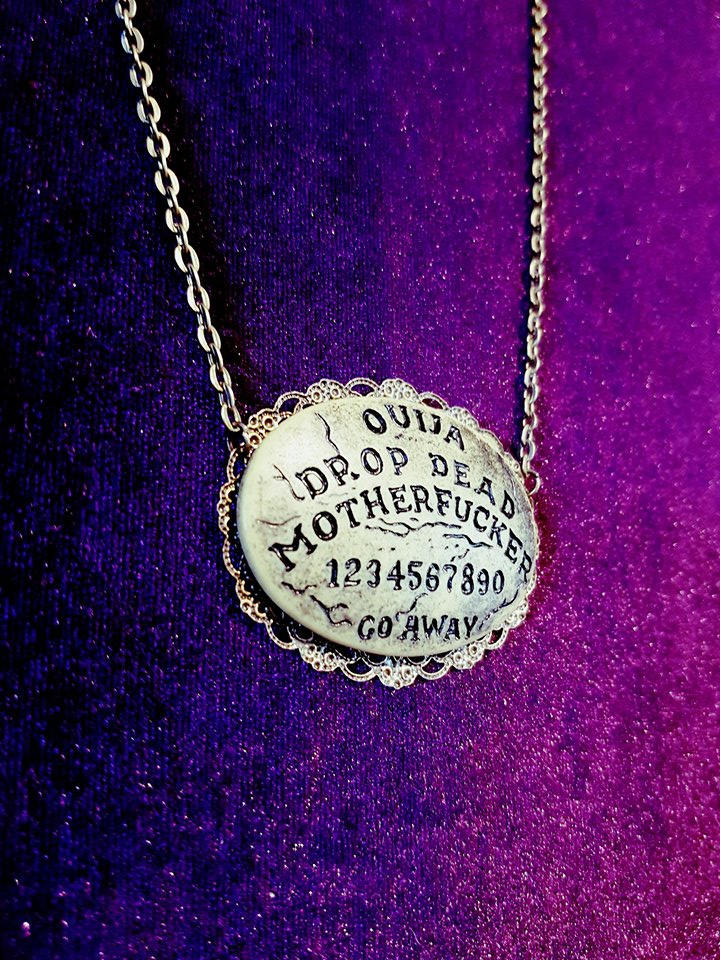 OUIJA
DROP DEAD
MOTHERFUCKER
1234567890
GO AWAY